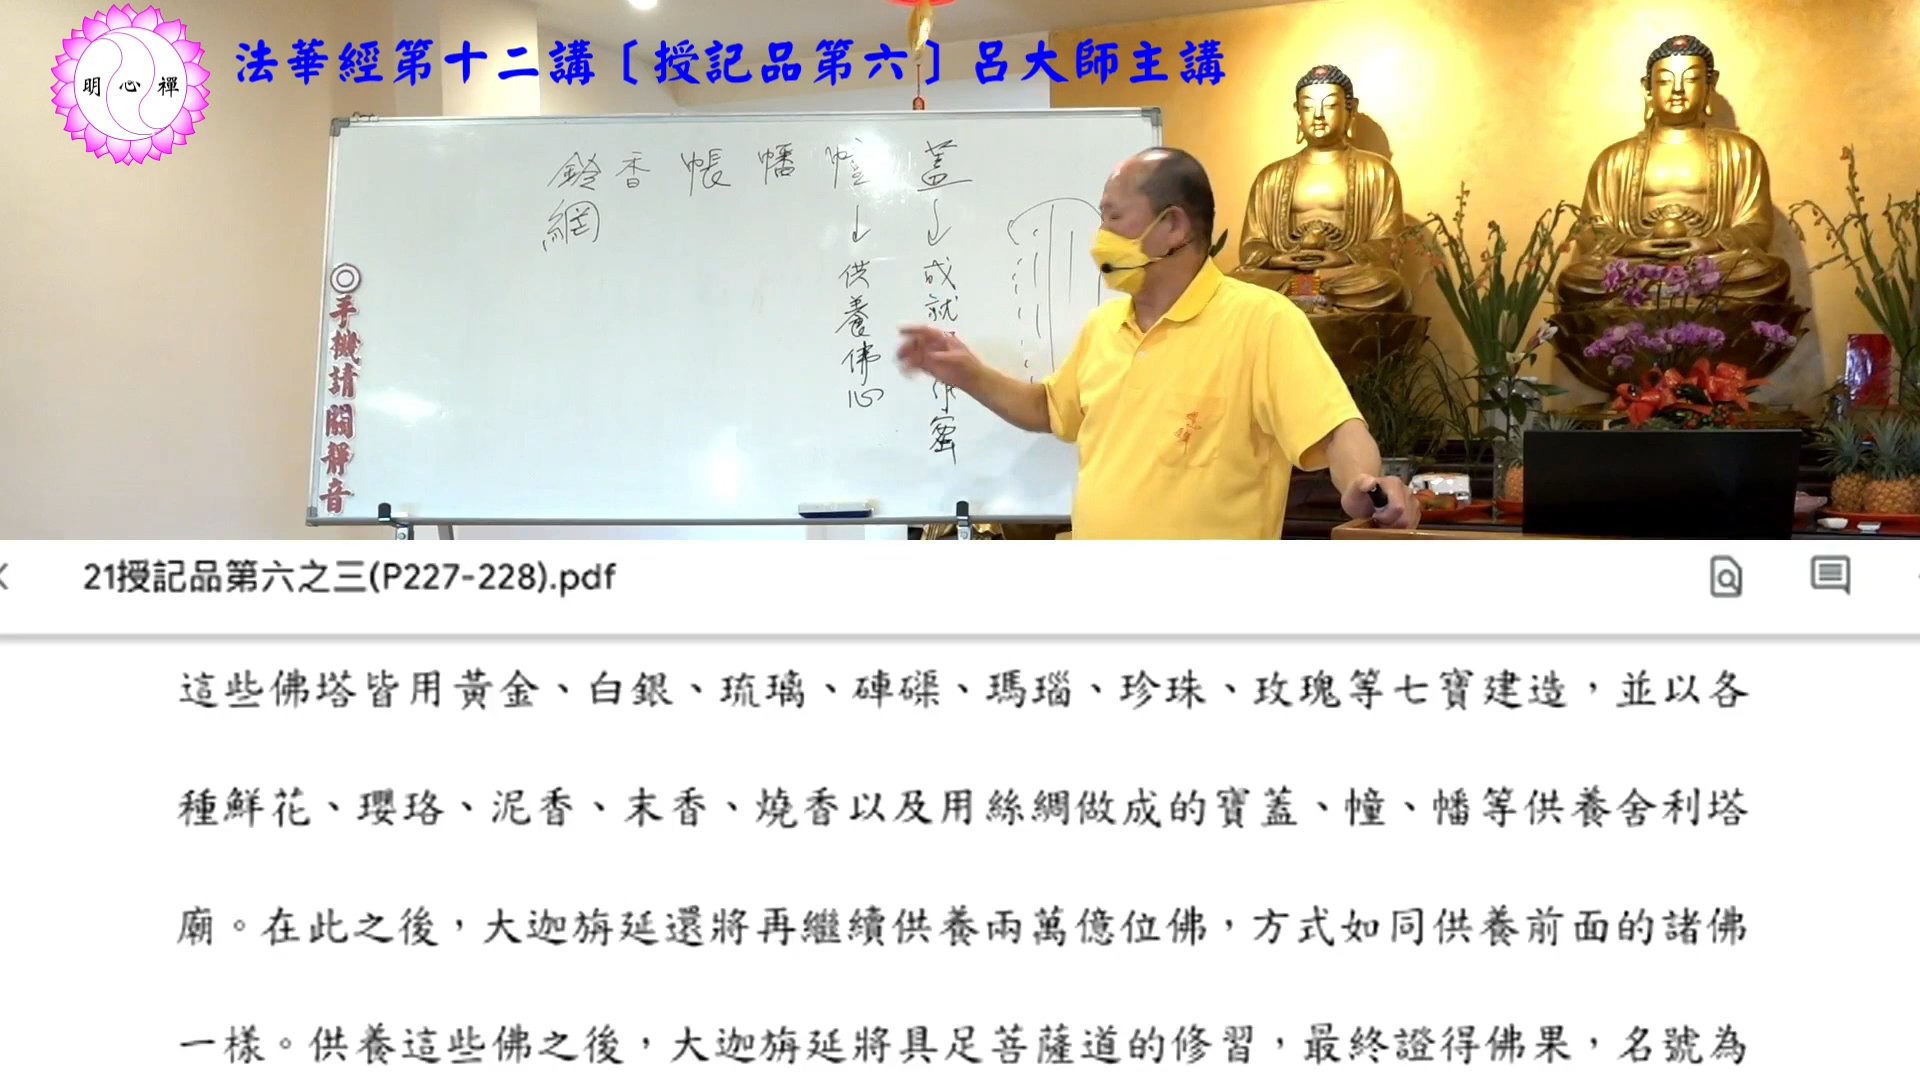 明心禪
法華經第十二講〔授記品第六〕呂大師主講
蓋 幢 幡 帳 香 鈴
網
成就
供養佛心
◎手機請關靜音
21授記品第六之三(P227-228).pdf
這些佛塔皆用黃金、白銀、琉璃、硨磲、瑪瑙、珍珠、玫瑰等七寶建造，並以各
種鮮花、瓔珞、泥香、末香、燒香以及用絲綢做成的寶蓋、幢、幡等供養舍利塔
廟。在此之後，大迦旃延還將再繼續供養兩萬億位佛，方式如同供養前面的諸佛
一樣。供養這些佛之後，大迦旃延將具足菩薩道的修習，最終證得佛果，名號為